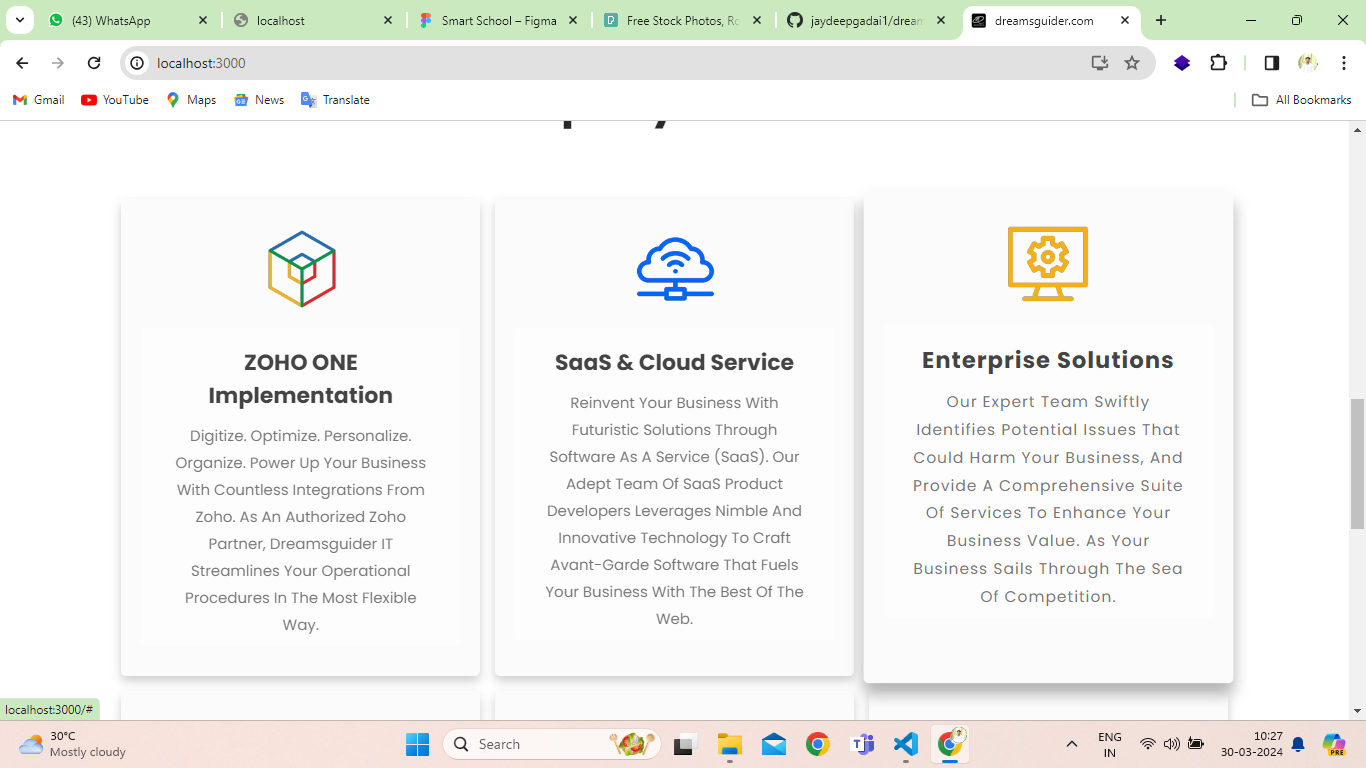 (43) WhatsApp
localhost
Smart School – Figma
Free Stock Photos, Ro
jaydeepgadai1/dream
dreamsguider.com
localhost:3000
Gmail
YouTube
Maps
News
Translate
All Bookmarks
ZOHO ONE
Implementation
Digitize. Optimize. Personalize.
Organize. Power Up Your Business
With Countless Integrations From
Zoho. As An Authorized Zoho
Partner, Dreamsguider IT
Streamlines Your Operational
Procedures In The Most Flexible
Way.
SaaS & Cloud Service
Reinvent Your Business With
Futuristic Solutions Through
Software As A Service (SaaS). Our
Adept Team Of SaaS Product
Developers Leverages Nimble And
Innovative Technology To Craft
Avant-Garde Software That Fuels
Your Business With The Best Of The
Web.
Enterprise Solutions
Our Expert Team Swiftly
Identifies Potential Issues That
Could Harm Your Business, And
Provide A Comprehensive Suite
Of Services To Enhance Your
Business Value. As Your
Business Sails Through The Sea
Of Competition.
localhost:3000/#
30°C
Mostly cloudy
Search
ENG
IN
10:27
30-03-2024
PRE